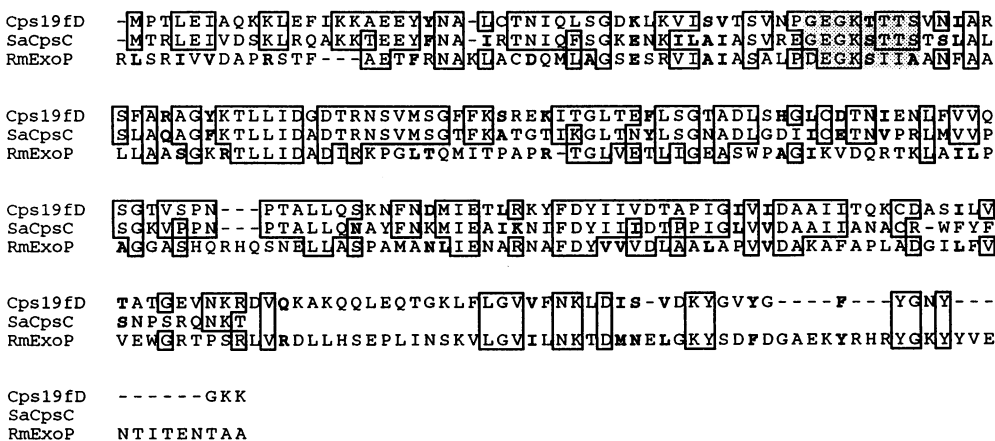 Cps19fD -MPTLEIAQKKLEFIKKAEEYYNA-LCTNIQLSGDKLKVISVTSVNPGEGKTTTSVNIAR
SaCpsC -MTRLEIVDSKLRQAKKTEEYFNA-IRTNIQFSGKENKILAIASVREGEGKSTTSTSLAL
RmExoP RLSRIVVDAPRSTF---AETFRNAKLACDQMLAGSESRVIAIASALPDEGKSIIAANFAA
Cps19fD SFARAGYKTLLIDGDTRNSVMSGFFKSREKITGLTEFLSGTADLSHGLCDTNIENLFVVQ
SaCpsC SLAQAGFKTLLIDADTRNSVMSGTFKATGTIKGLTNYLSGNADLGDIICETNVPRLMVVP
RmExoP LLAASGKRTLLIDADIRKPGLTQMITPAPR-TGLVETLIGEASWPAGIKVDQRTKLAILP
Cps19fD SGTVSPN---PTALLQSKNFNDMIETLRKYFDYIIVDTAPIGIVIDAAIITQKCDASILV
SaCpsC SGKVPPN---PTALLQNAYFNKMIEAIKNIFDYIIIDTPPIGLVVDAAIIANACR-WFYF
RmExoP AGGASHQRHQSNELLASPAMANLIENARNAFDYVVVDLAALAPVVDAKAFAPLADGILFV
Cps19fD TATGEVNKRDVQKAKQQLEQTGKLFLGVVFNKLDIS-VDKYGVYG----F---YGNY---
SaCpsC SNPSRQNKT
RmExoP VEWGRTPSRLVRDLLHSEPLINSKVLGVILNKTDMNELGKYSDFDGAEKYRHRYGKYYVE
Cps19fD ------GKK
SaCpsC
RmExoP NTITENTAA